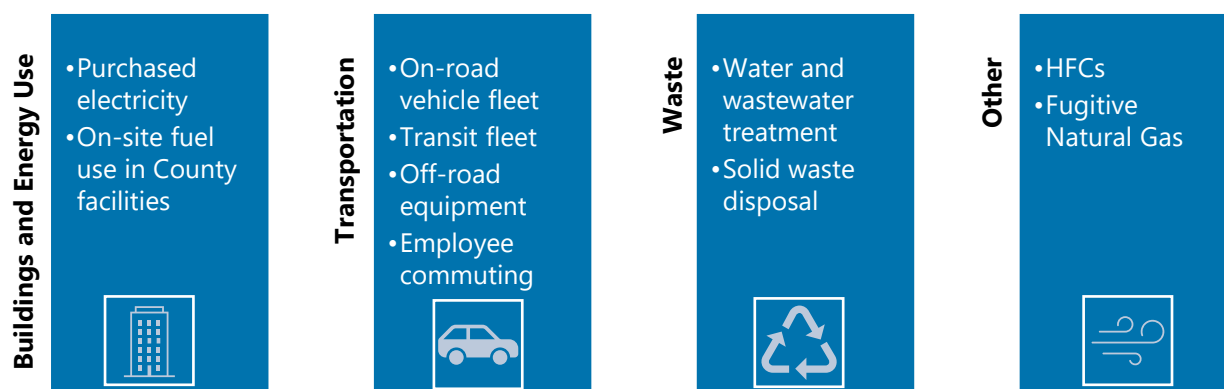 Buildings and Energy Use
•Purchased
electricity
•On-site fuel
use in County
facilities
Transportation
•On-road
vehicle fleet
•Transit fleet
•Off-road
equipment
•Employee
commuting
Waste
•Water and
wastewater
treatment
•Solid waste
disposal
Other
•HFCs
•Fugitive
Natural Gas